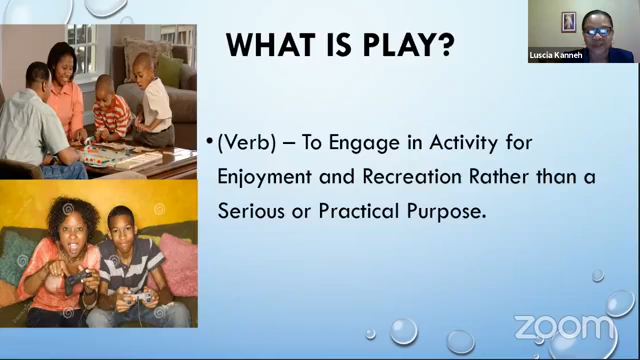 WHAT IS PLAY?
Luscia Kanneh
• (Verb) – To Engage in Activity for
Enjoyment and Recreation Rather than a
Serious or Practical Purpose.
zoom